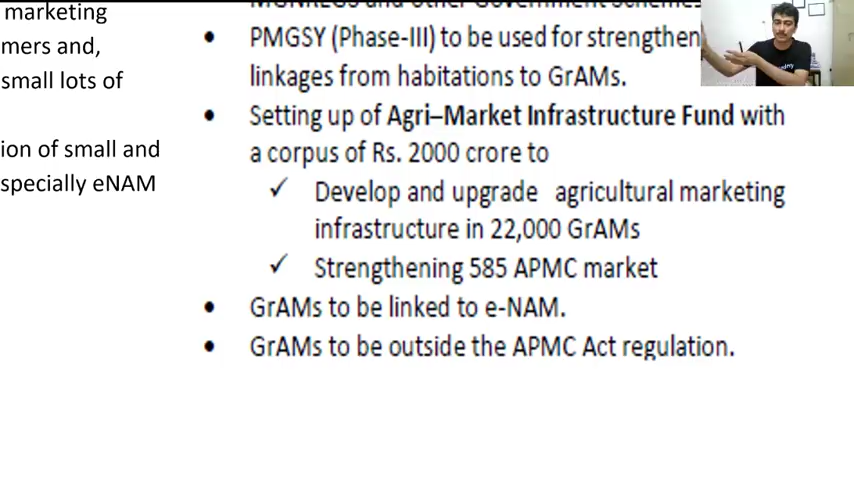 marketing
mers and,
small lots of
ion of small and
specially eNAM
MGNREGS and other Government Schemes
• PMGSY (Phase-III) to be used for strengthen
linkages from habitations to GrAMs.
• Setting up of Agri–Market Infrastructure Fund with
a corpus of Rs. 2000 crore to
✓ Develop and upgrade agricultural marketing
infrastructure in 22,000 GrAMs
✓ Strengthening 585 APMC market
• GrAMs to be linked to e-NAM.
• GrAMs to be outside the APMC Act regulation.